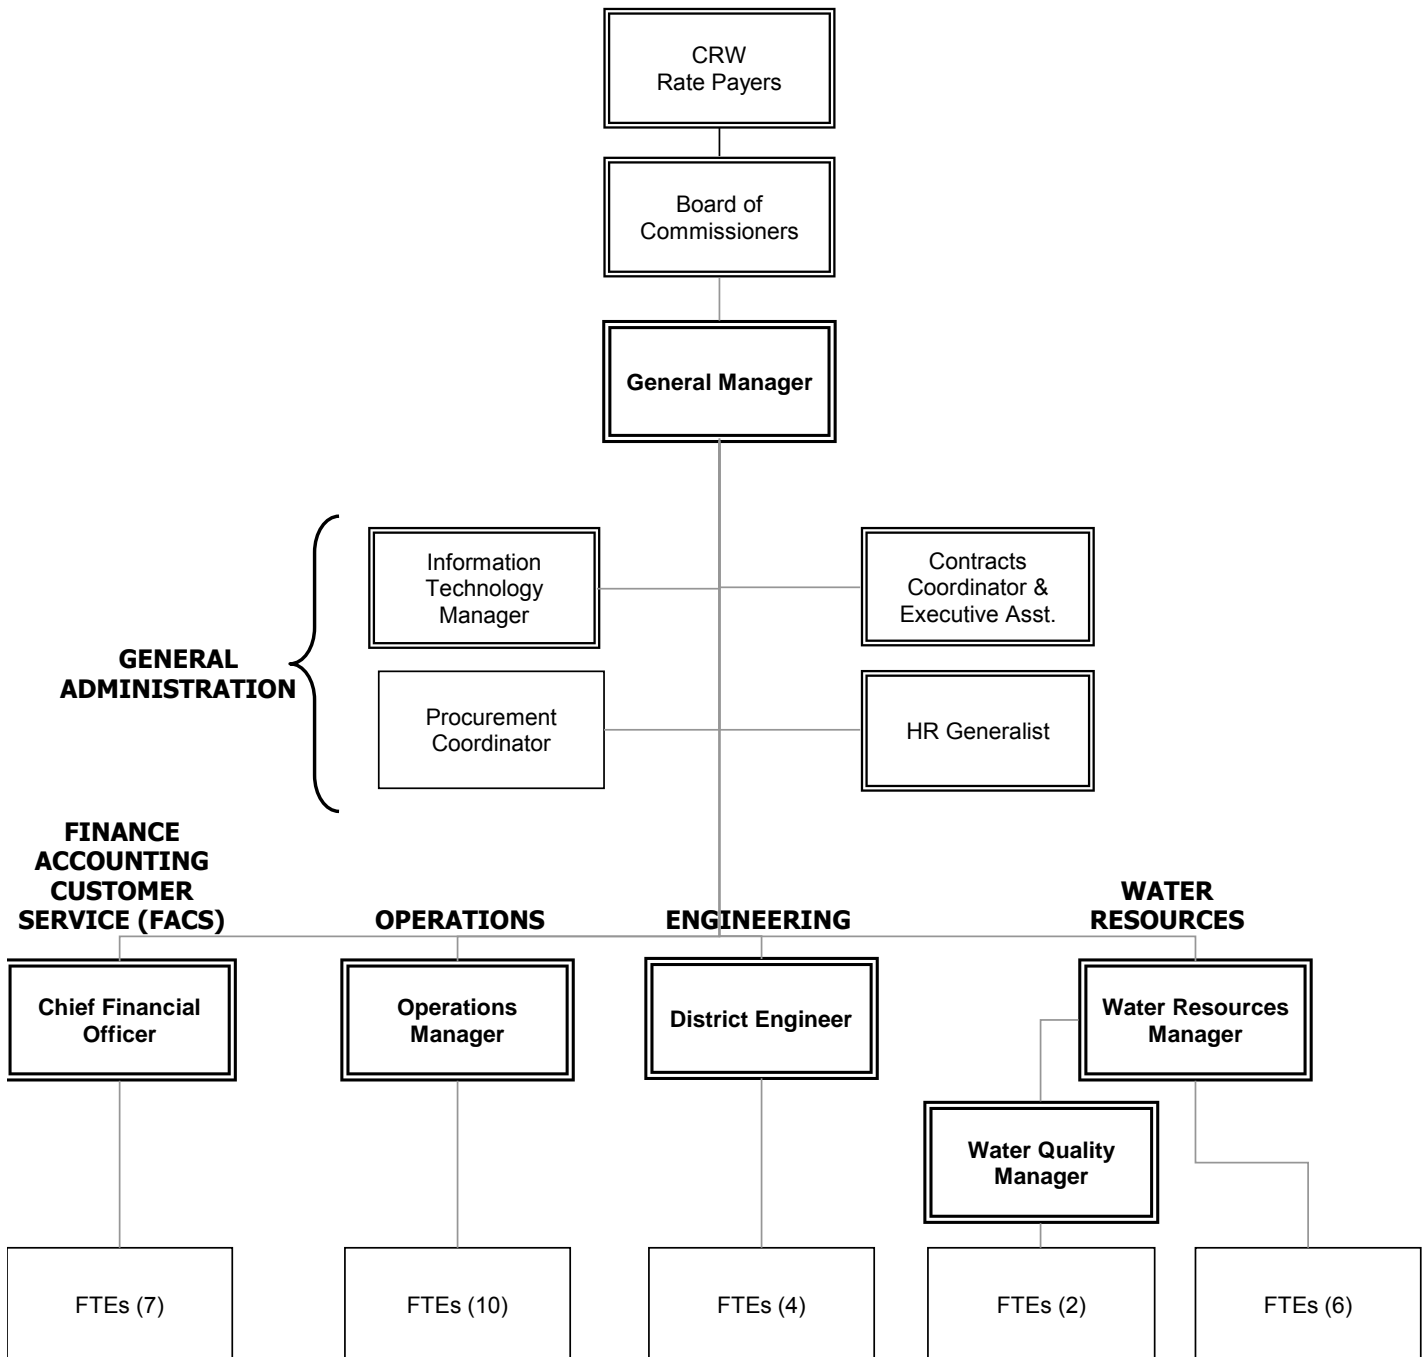 CRW
Rate Payers
Board of
Commissioners
General Manager
Information
Technology
Manager
Contracts
Coordinator &
Executive Asst.
GENERAL
ADMINISTRATION
Procurement
Coordinator
HR Generalist
FINANCE
ACCOUNTING
CUSTOMER
SERVICE (FACS)
OPERATIONS
ENGINEERING
WATER
RESOURCES
Chief Financial
Officer
Operations
Manager
District Engineer
Water Resources
Manager
Water Quality
Manager
FTEs (7)
FTEs (10)
FTEs (4)
FTEs (2)
FTEs (6)